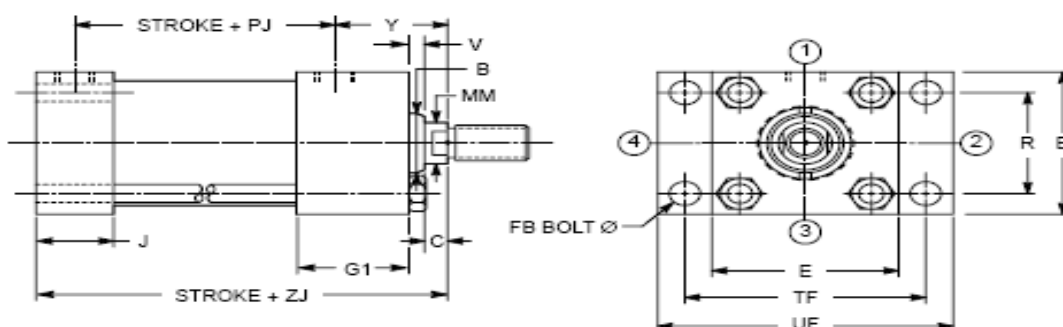 STROKE + PJ
Y
V
B
MM
J
C
G1
STROKE + ZJ
1
4
2
R
E
FB BOLT Ø
3
E
TF
UF